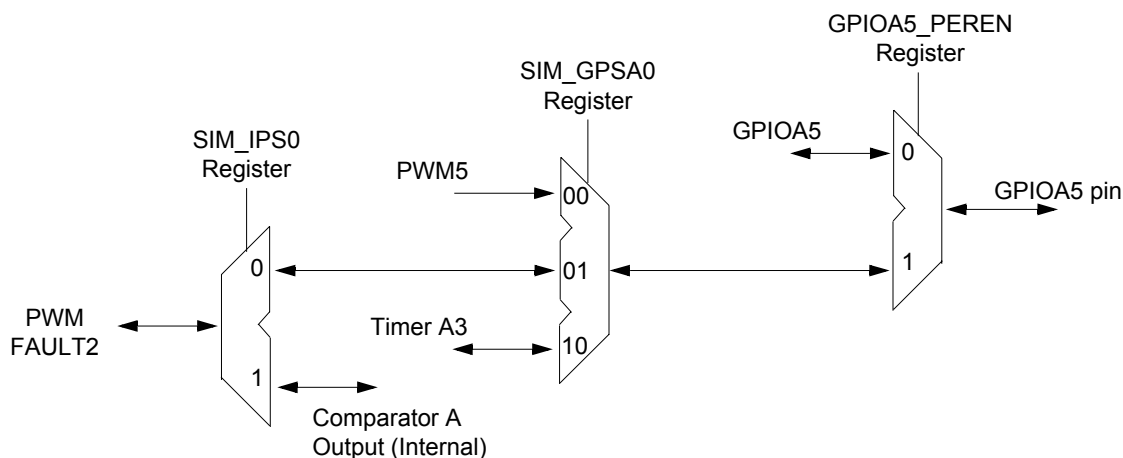 GPIOA5_PEREN
Register
SIM_GPSA0
Register
SIM_IPS0
Register
GPIOA5
0
PWM5
00
GPIOA5 pin
0
01
1
PWM
FAULT2
Timer A3
10
1
Comparator A
Output (Internal)